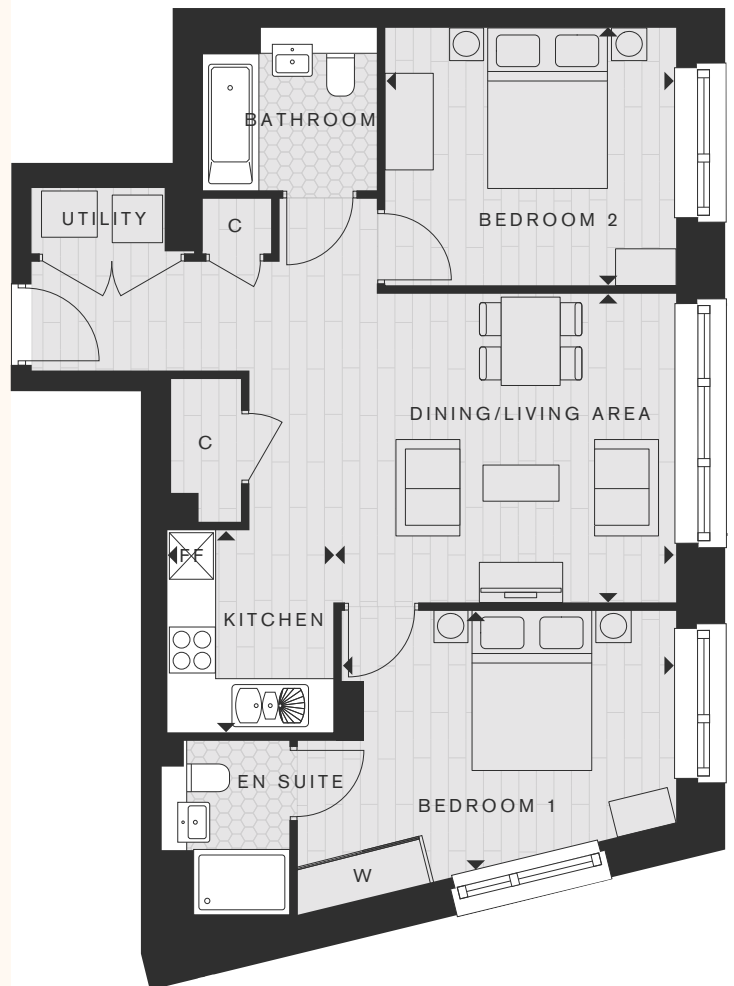 BATHROOM
UTILITY
C
BEDROOM 2
DINING/LIVING AREA
C
FF
KITCHEN
EN SUITE
BEDROOM 1
W